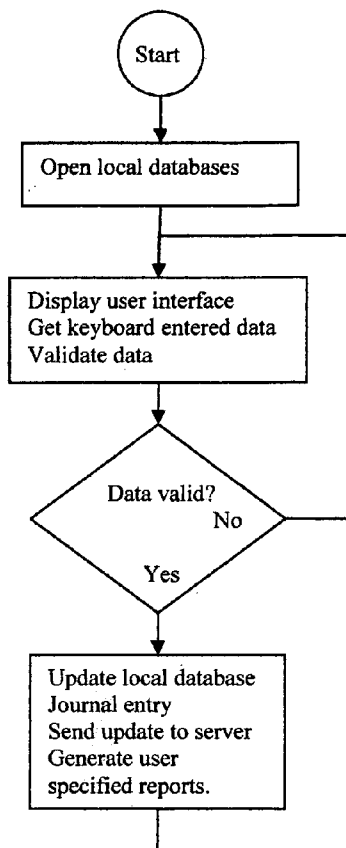 Start
Open local databases
Display user interface
Get keyboard entered data
Validate data
Data valid?
No
Yes
Update local database
Journal entry
Send update to server
Generate user
specified reports.